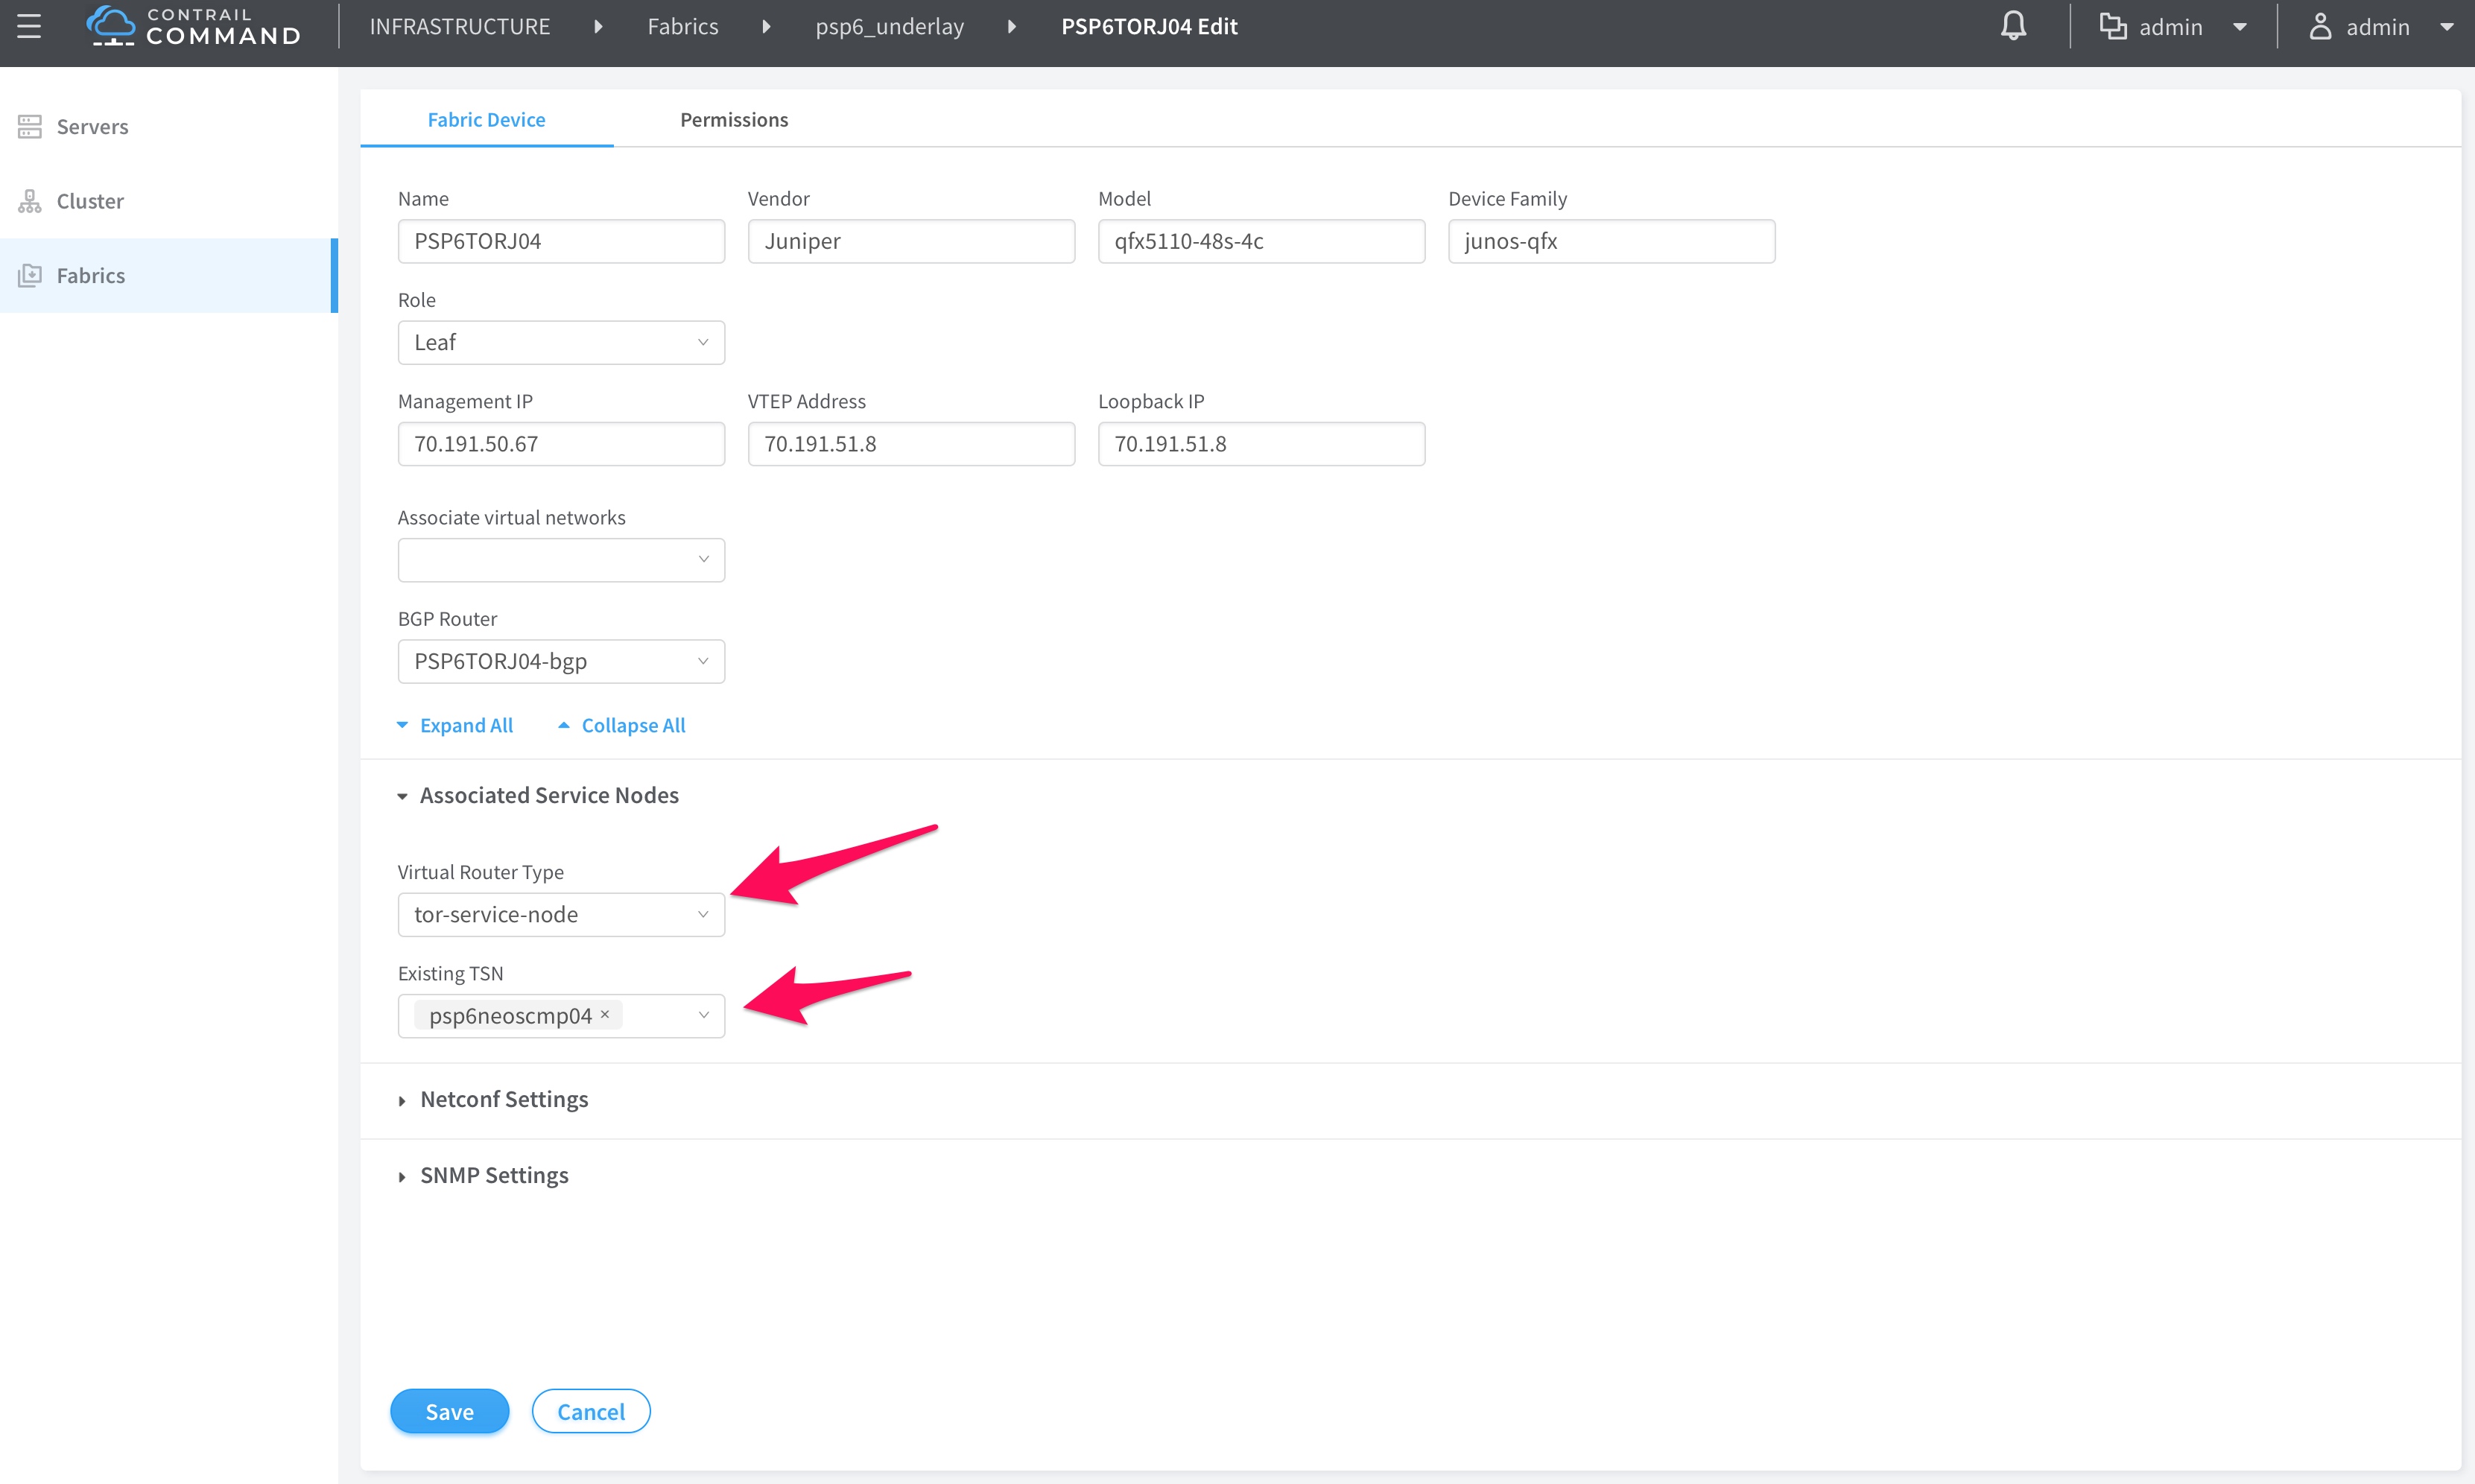 CONTRAIL
COMMAND
INFRASTRUCTURE Fabrics psp6_underlay PSP6TORJ04 Edit
admin admin
Servers
Cluster
Fabrics
Fabric Device Permissions
Name Vendor Model Device Family
PSP6TORJ04 Juniper qfx5110-48s-4c junos-qfx
Role
Leaf
Management IP VTEP Address Loopback IP
70.191.50.67 70.191.51.8 70.191.51.8
Associate virtual networks
BGP Router
PSP6TORJ04-bgp
Expand All Collapse All
Associated Service Nodes
Virtual Router Type
tor-service-node
Existing TSN
psp6neoscmp04 ×
Netconf Settings
SNMP Settings
Save Cancel